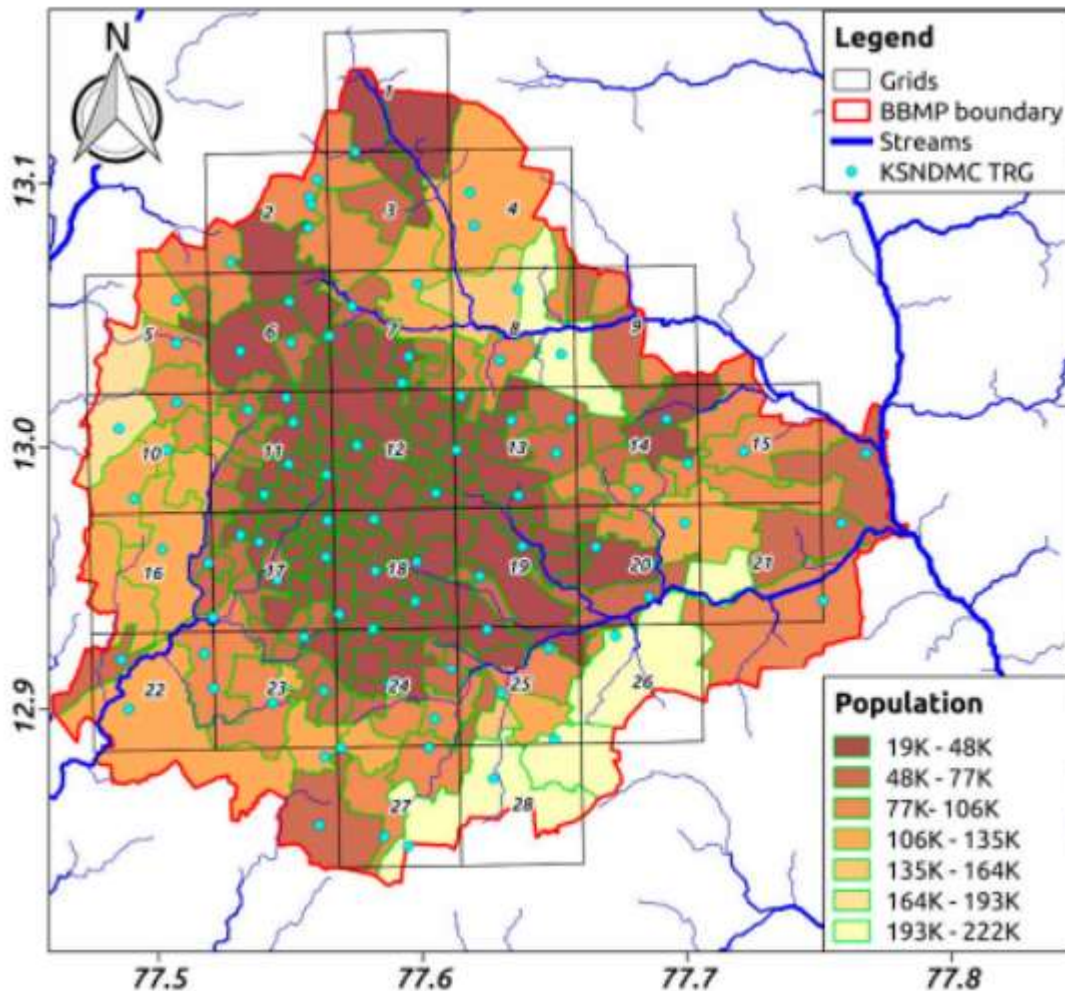 N
Legend
Grids
BBMP boundary
Streams
KSNDMC TRG
1
2
3
4
5
6
7
8
9
10
11
12
13
14
15
16
17
18
19
20
21
22
23
24
25
26
27
28
13.1
13.0
12.9
Population
19K - 48K
48K - 77K
77K- 106K
106K - 135K
135K - 164K
164K - 193K
193K - 222K
77.5
77.6
77.7
77.8